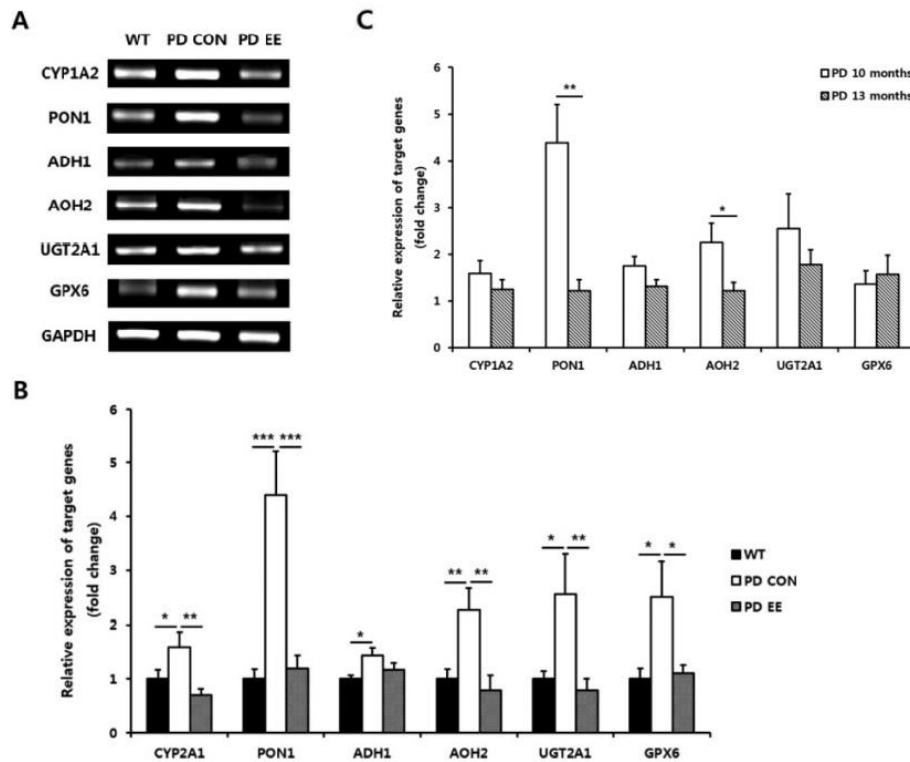 A
WT PD CON PD EE
CYP1A2
PON1
ADH1
AOH2
UGT2A1
GPX6
GAPDH
C
Relative expression of target genes
(fold change)
6
5
4
3
2
1
0
**
*
PD 10 months
PD 13 months
CYP1A2 PON1 ADH1 AOH2 UGT2A1 GPX6
B
Relative expression of target genes
(fold change)
6
5
4
3
2
1
0
* ** *** *** * ** ** * ** * *
WT
PD CON
PD EE
CYP2A1 PON1 ADH1 AOH2 UGT2A1 GPX6